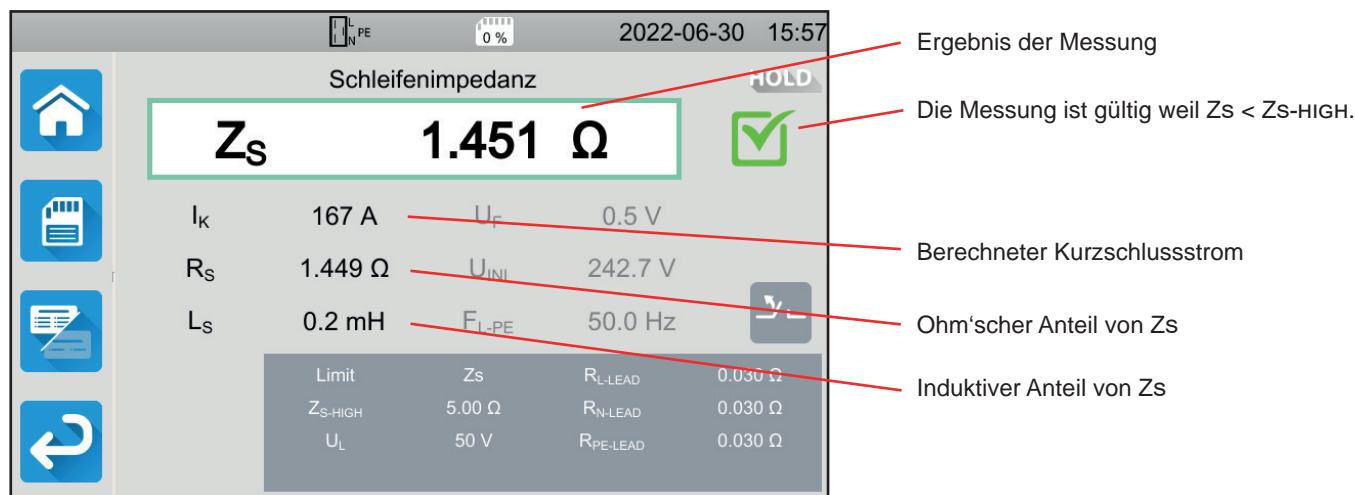 L
N PE
0 %
2022-06-30 15:57
Schleifenimpedanz
HOLD
ZS 1.451 Ω
IK 167 A UF 0.5 V
RS 1.449 Ω UINI 242.7 V
LS 0.2 mH FL-PE 50.0 Hz
Limit Zs RL-LEAD 0.030 Ω
ZS-HIGH 5.00 Ω RN-LEAD 0.030 Ω
UL 50 V RPE-LEAD 0.030 Ω
Ergebnis der Messung
Die Messung ist gültig weil Zs < Zs-HIGH.
Berechneter Kurzschlussstrom
Ohm‘scher Anteil von Zs
Induktiver Anteil von Zs